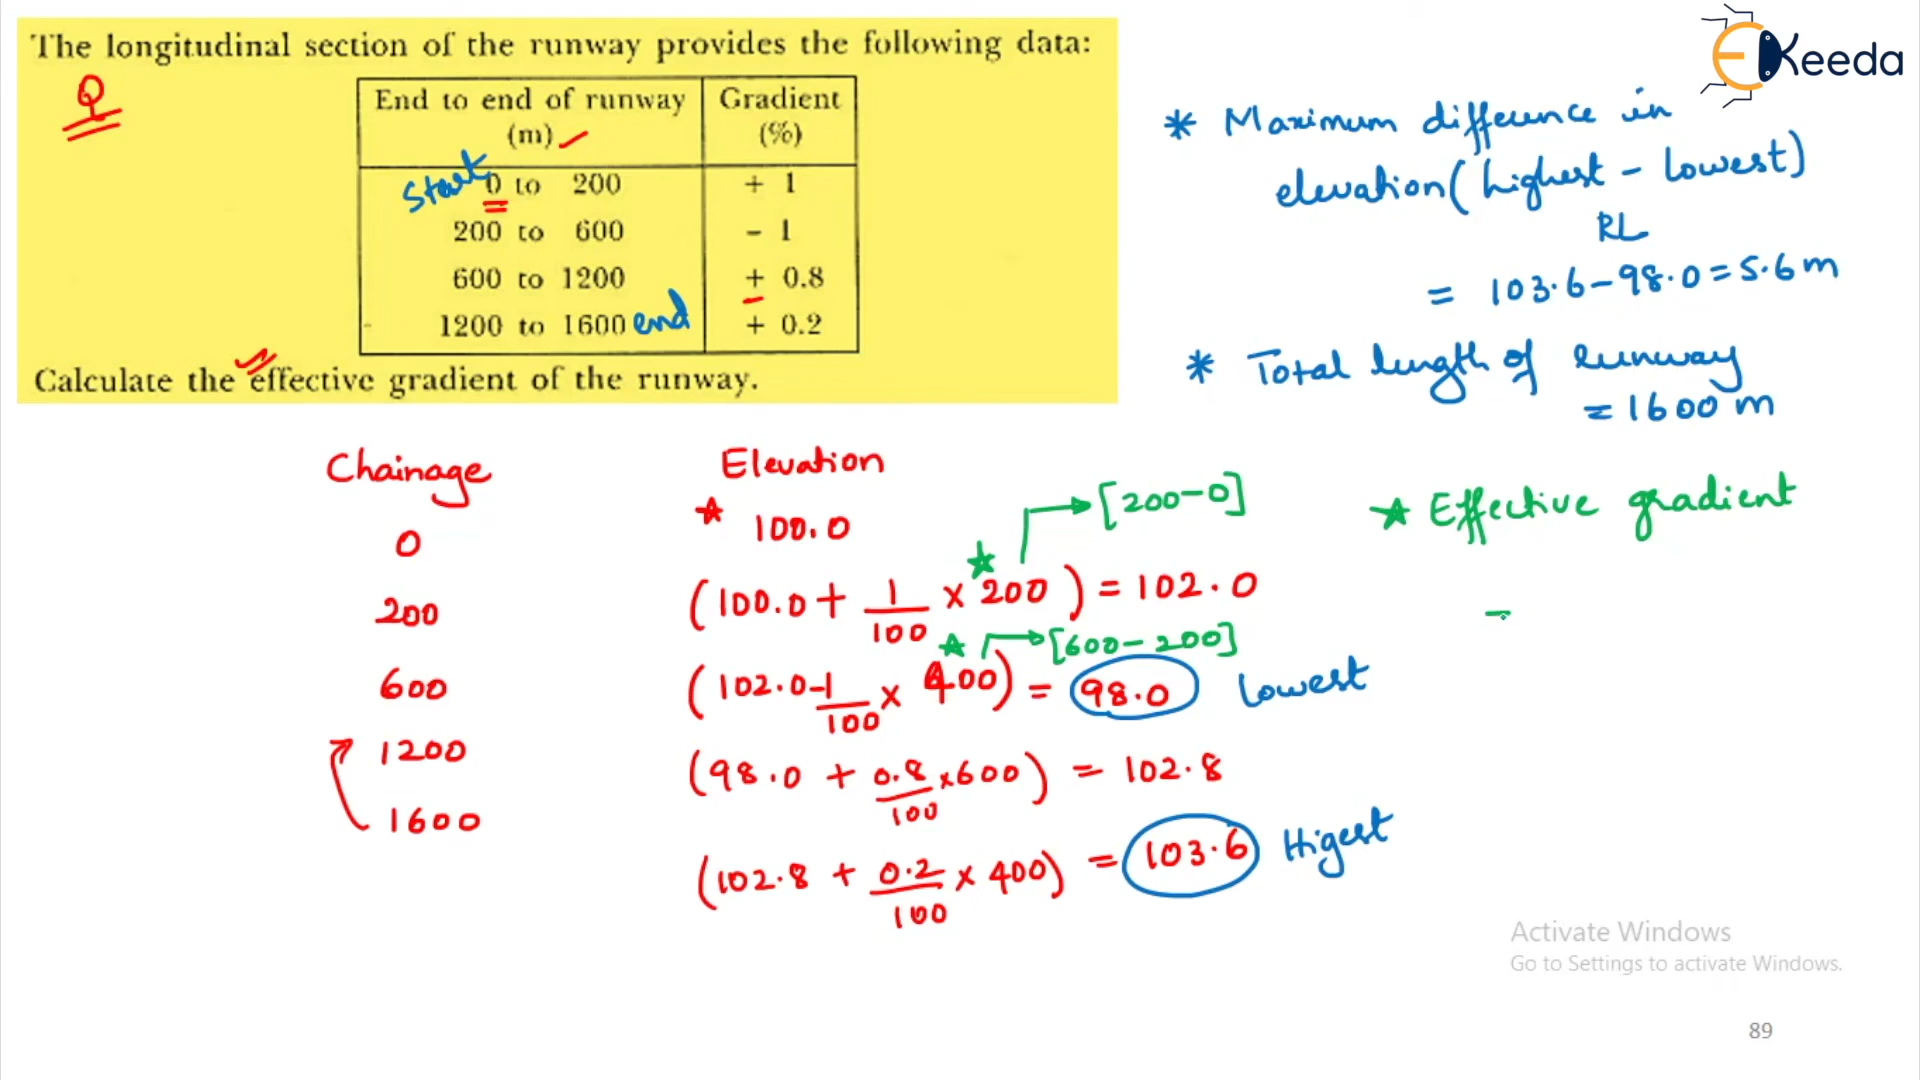 The longitudinal section of the runway provides the following data:
Q
End to end of runway (m) Gradient (%)
Start 0 to 200 + 1
200 to 600 - 1
600 to 1200 + 0.8
1200 to 1600 end + 0.2
Calculate the effective gradient of the runway.
EKeeda
* Maximum difference in
elevation (highest - lowest)
RL
= 103.6 - 98.0 = 5.6 m
* Total length of runway
= 1600 m
Chainage Elevation
0 * 100.0
[200-0]
200 (100.0 + 1/100 x 200) = 102.0
[600-200]
600 (102.0 - 1/100 x 400) = 98.0 lowest
1200 (98.0 + 0.8/100 x 600) = 102.8
1600 (102.8 + 0.2/100 x 400) = 103.6 Higest
* Effective gradient
Activate Windows
Go to Settings to activate Windows.
89